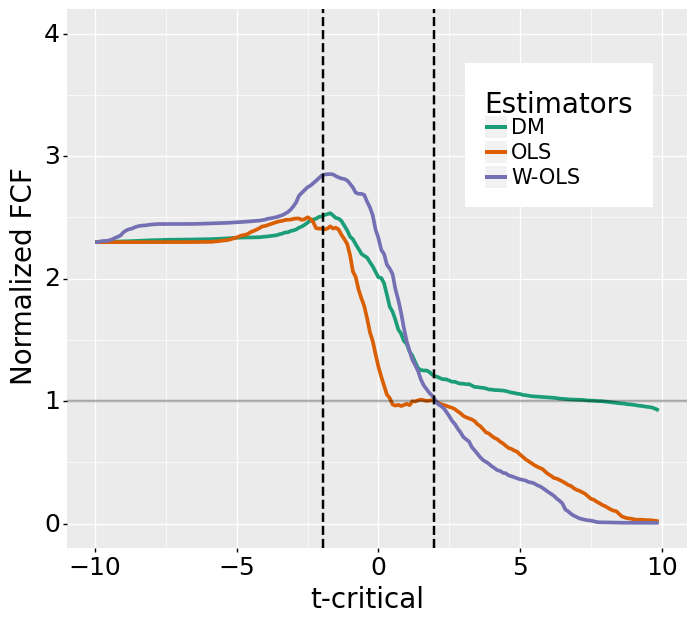 4
3
2
1
0
Normalized FCF
Estimators
DM
OLS
W-OLS
−10
−5
0
5
10
t-critical